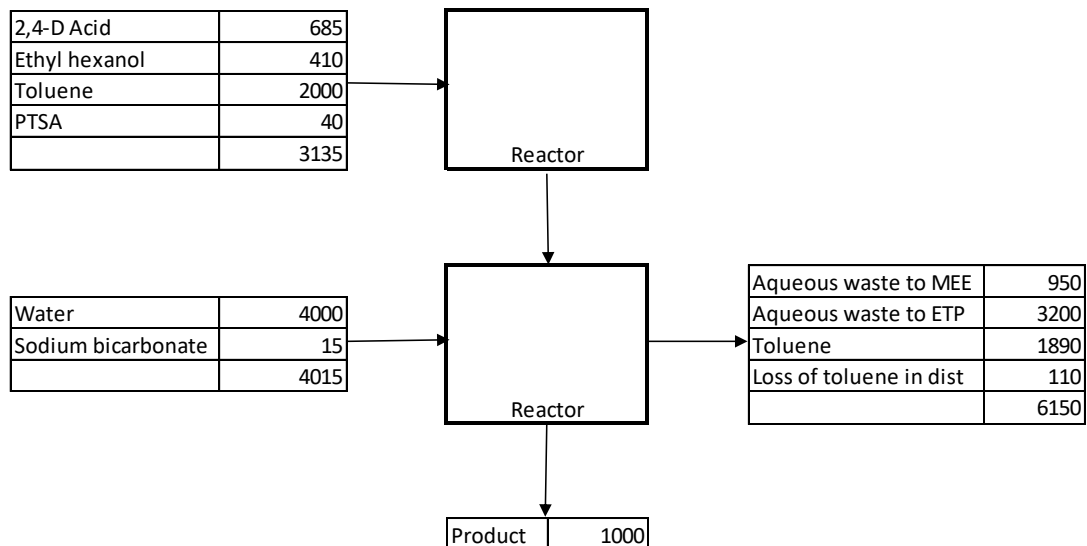 2,4-D Acid 685
Ethyl hexanol 410
Toluene 2000
PTSA 40
3135
Reactor
Water 4000
Sodium bicarbonate 15
4015
Reactor
Aqueous waste to MEE 950
Aqueous waste to ETP 3200
Toluene 1890
Loss of toluene in dist 110
6150
Product 1000